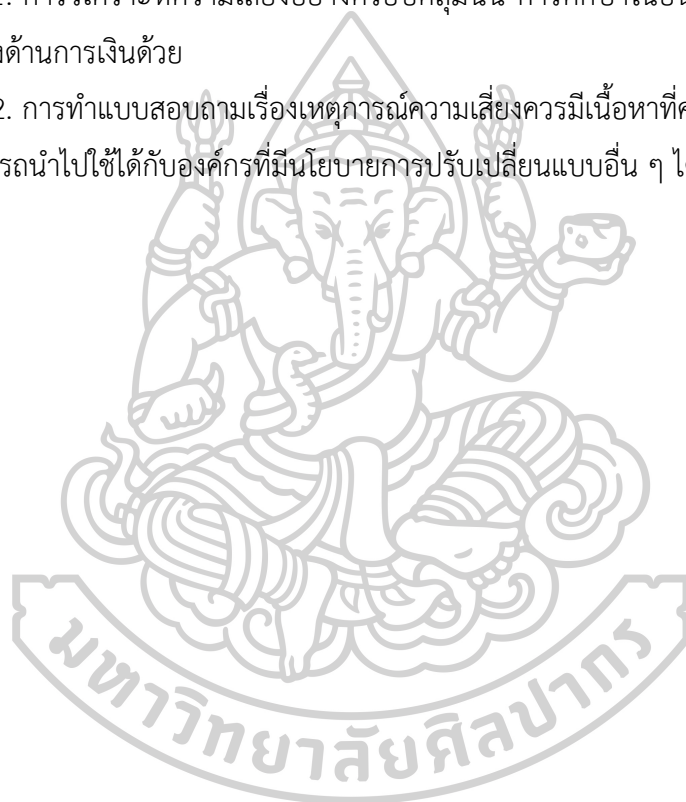 งด้านการเงินด้วย
2. การทำแบบสอบถามเรื่องเหตุการณ์ความเสี่ยงควรมีเนื้อหาที่
รถนำไปใช้ได้กับองค์กรที่มีนโยบายการปรับเปลี่ยนแบบอื่น ๆ
มหาวิทยาลัยศิลปากร